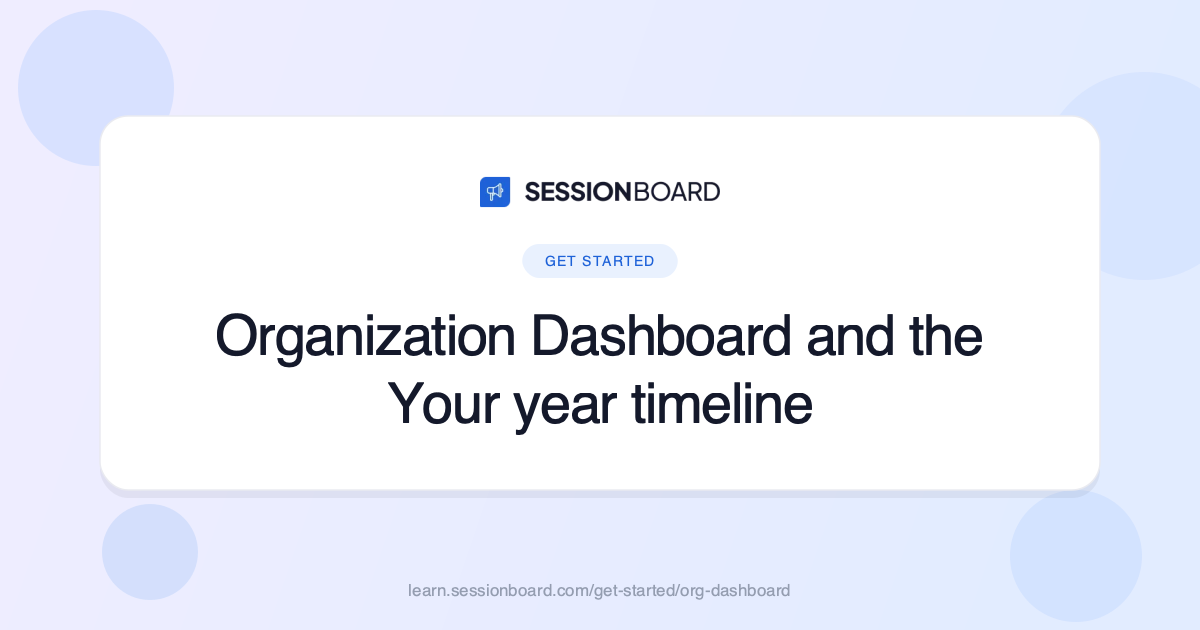 SESSIONBOARD
GET STARTED
Organization Dashboard and the
Your year timeline
learn.sessionboard.com/get-started/org-dashboard